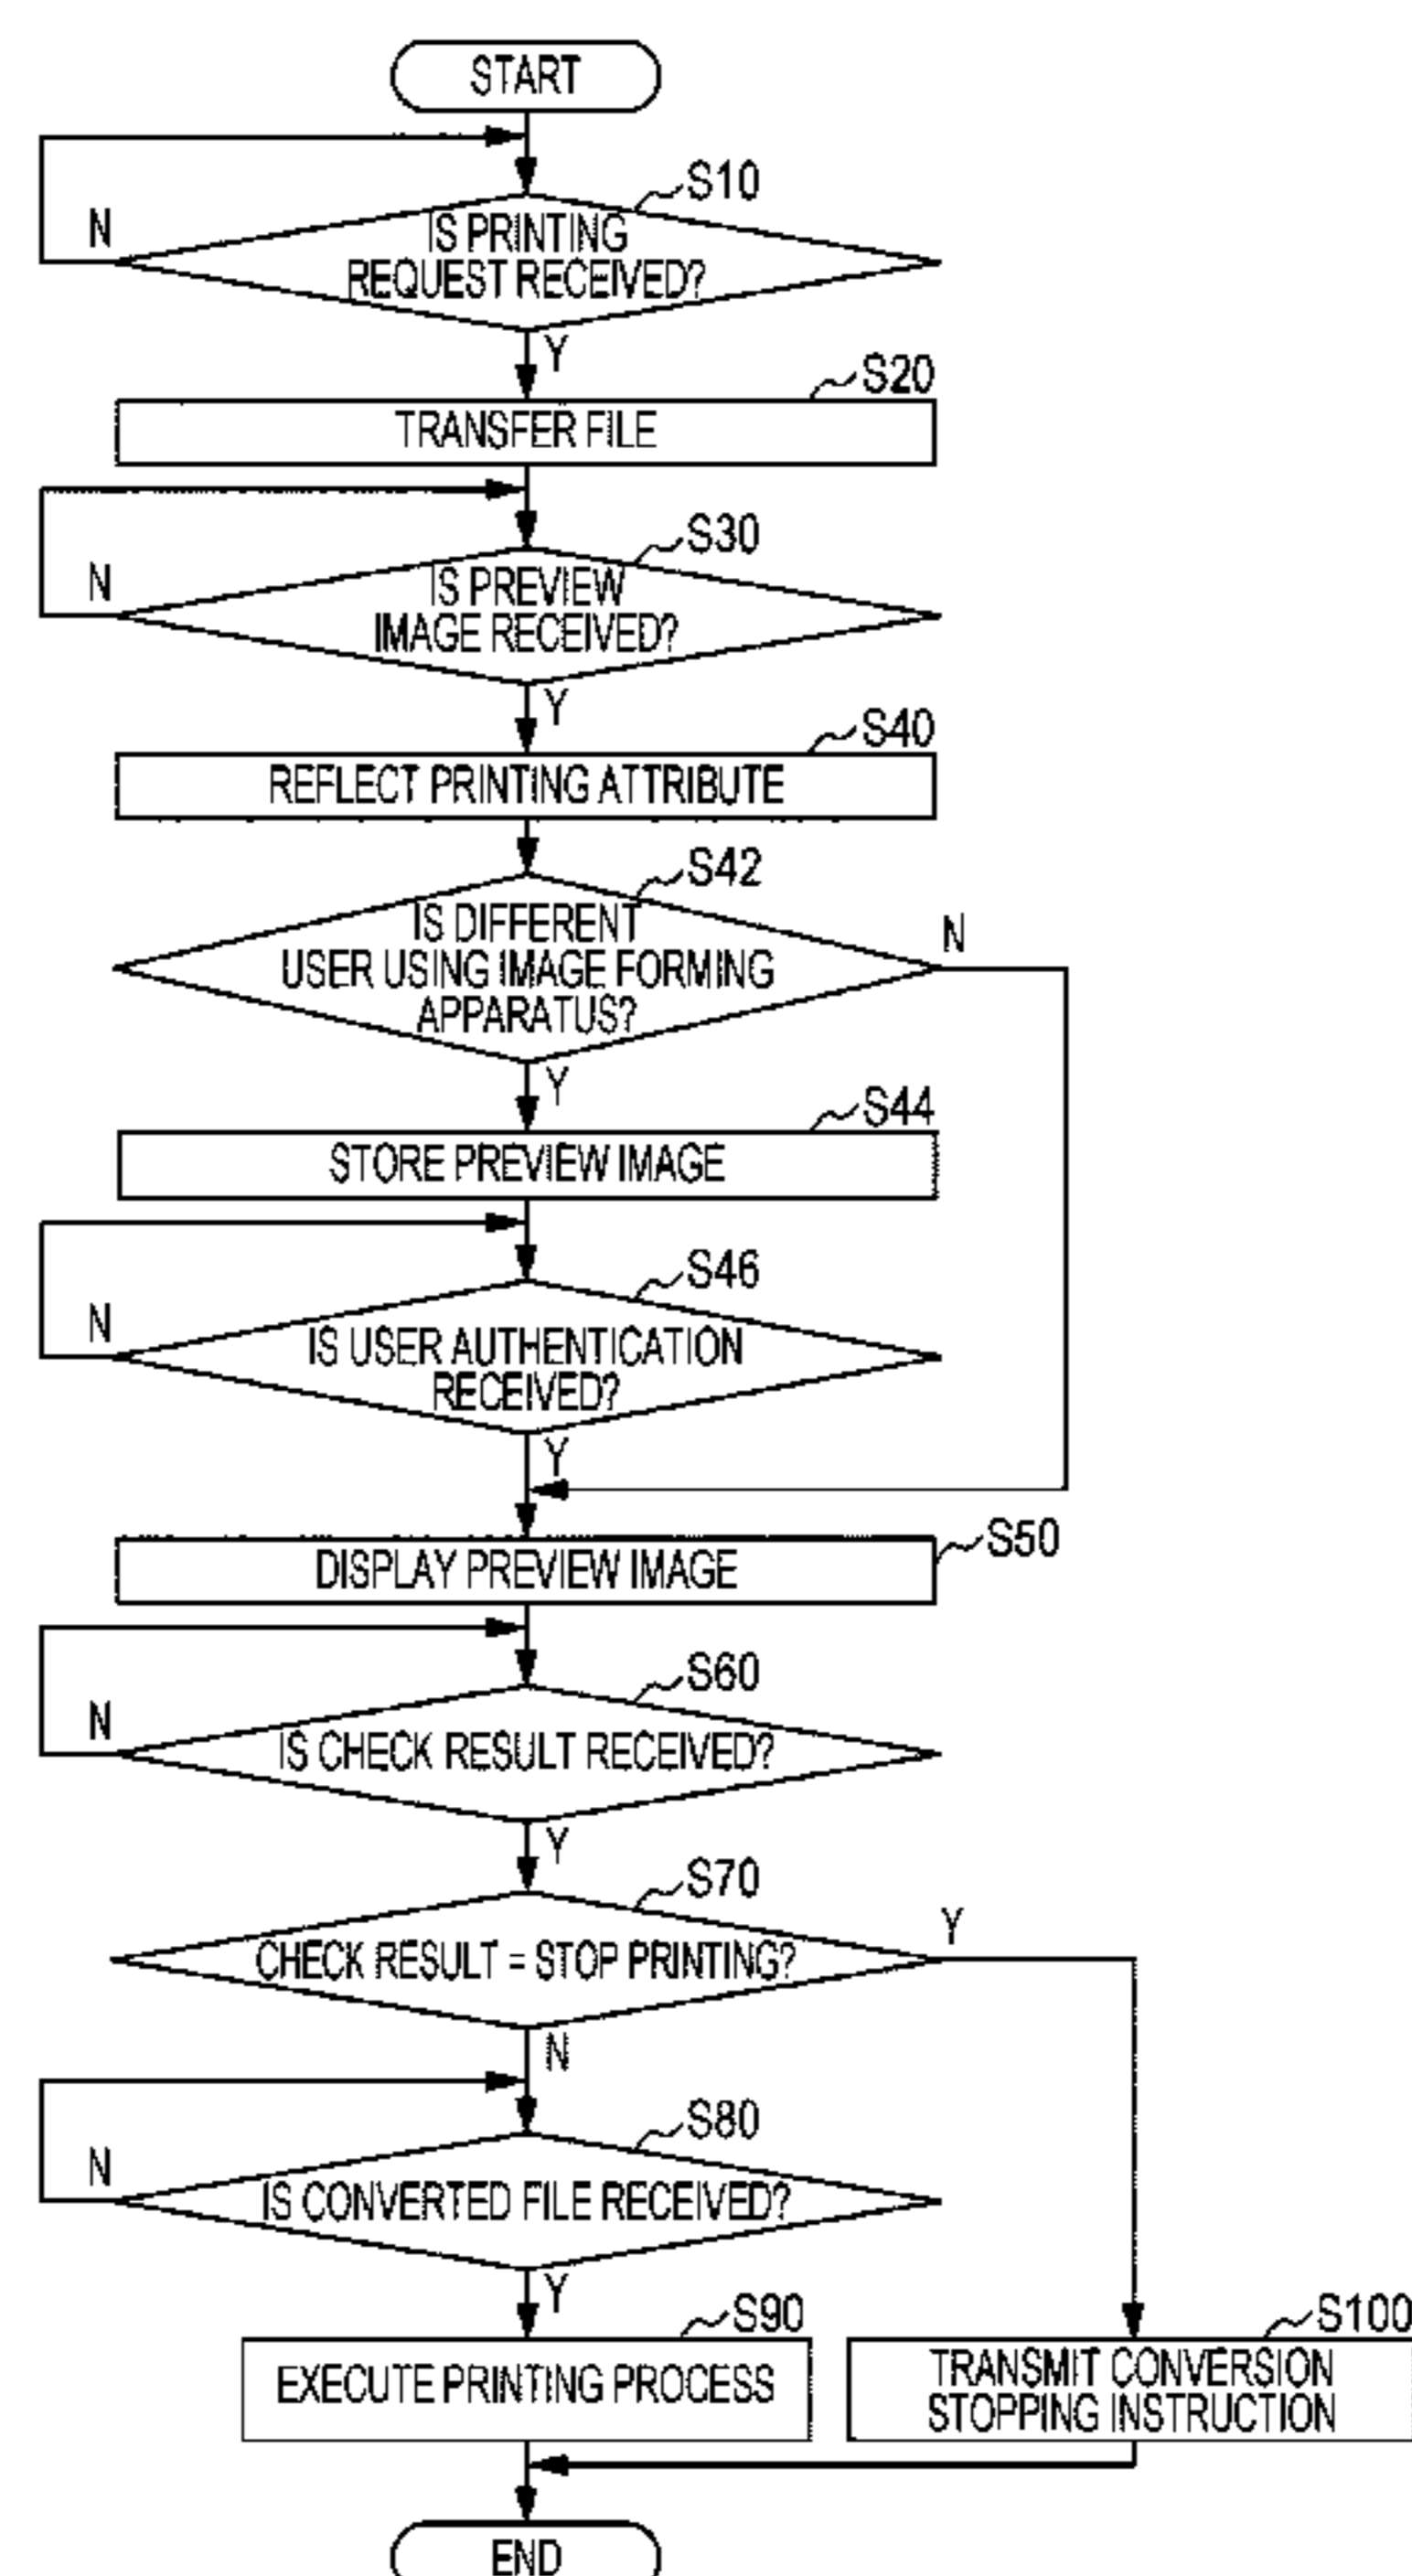 START
S10
N
IS PRINTING
REQUEST RECEIVED?
Y
S20
TRANSFER FILE
S30
N
IS PREVIEW
IMAGE RECEIVED?
Y
S40
REFLECT PRINTING ATTRIBUTE
S42
IS DIFFERENT
USER USING IMAGE FORMING
APPARATUS?
N
Y
S44
STORE PREVIEW IMAGE
S46
N
IS USER AUTHENTICATION
RECEIVED?
Y
S50
DISPLAY PREVIEW IMAGE
S60
N
IS CHECK RESULT RECEIVED?
Y
S70
Y
CHECK RESULT = STOP PRINTING?
N
S80
N
IS CONVERTED FILE RECEIVED?
Y
S90
EXECUTE PRINTING PROCESS
S100
TRANSMIT CONVERSION
STOPPING INSTRUCTION
END